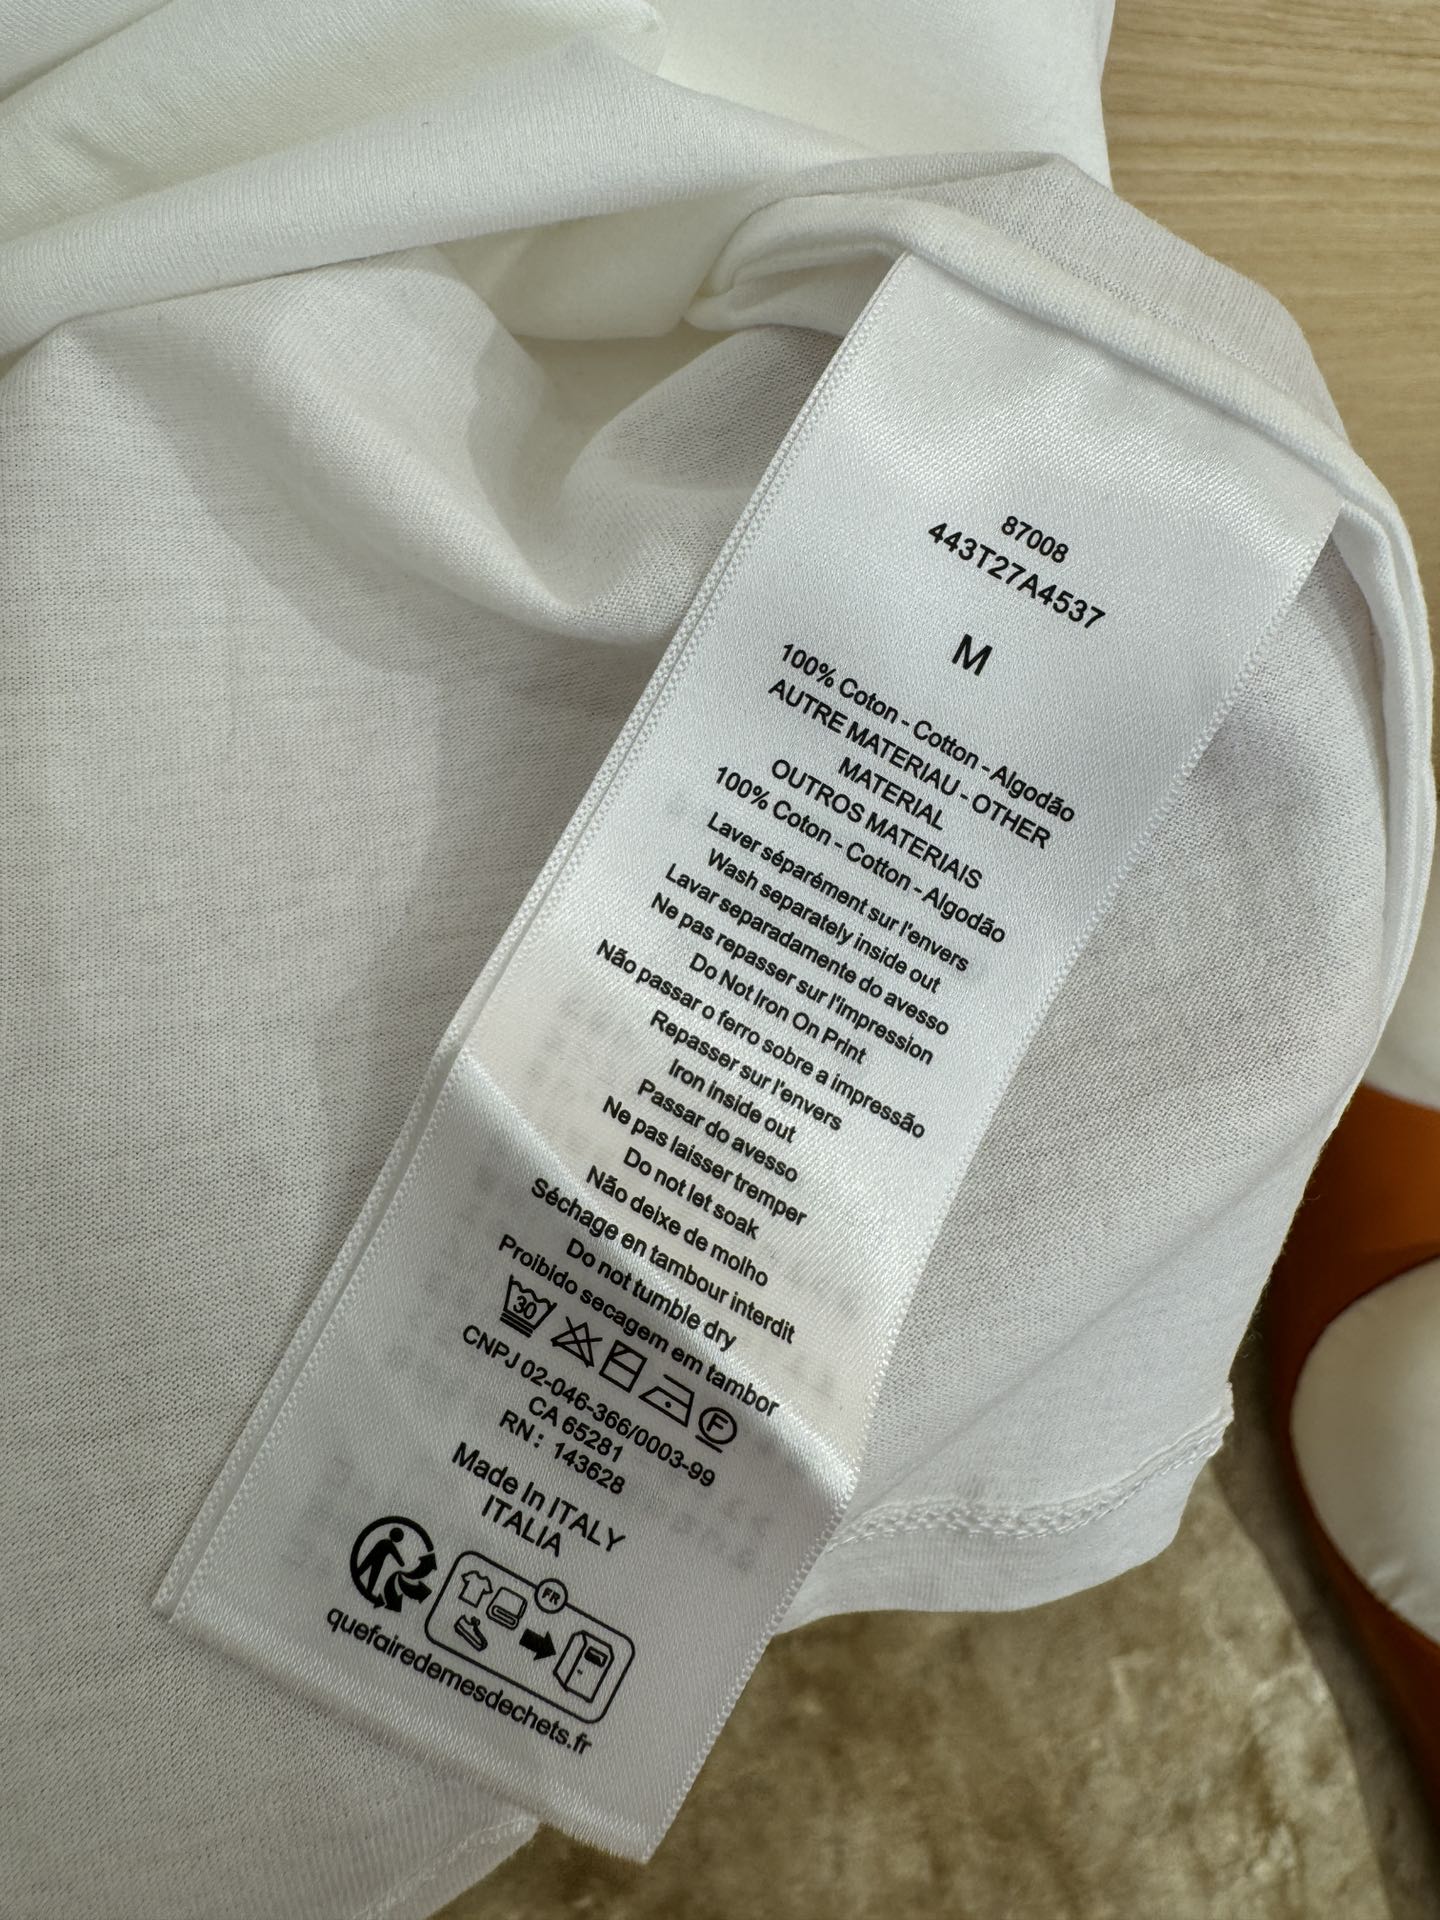 87008
443T27A4537
M
100% Coton - Cotton - Algodão
AUTRE MATERIAU - OTHER
MATERIAL
OUTROS MATERIAIS
100% Coton - Cotton - Algodão
Laver séparément sur l'envers
Wash separately inside out
Lavar separadamente do avesso
Ne pas repasser sur l'impression
Do Not Iron On Print
Não passar o ferro sobre a impressão
Repasser sur l'envers
Iron Inside out
Passar do avesso
Ne pas laisser tremper
Do not let soak
Não deixe de molho
Séchage en tambour interdit
Do not tumble dry
Proibido secagem em tambor
30
F
CNPJ 02-046-366/0003-99
CA 65281
RN: 143628
Made In ITALY
ITALIA
FR
quefairedemesdechets.fr